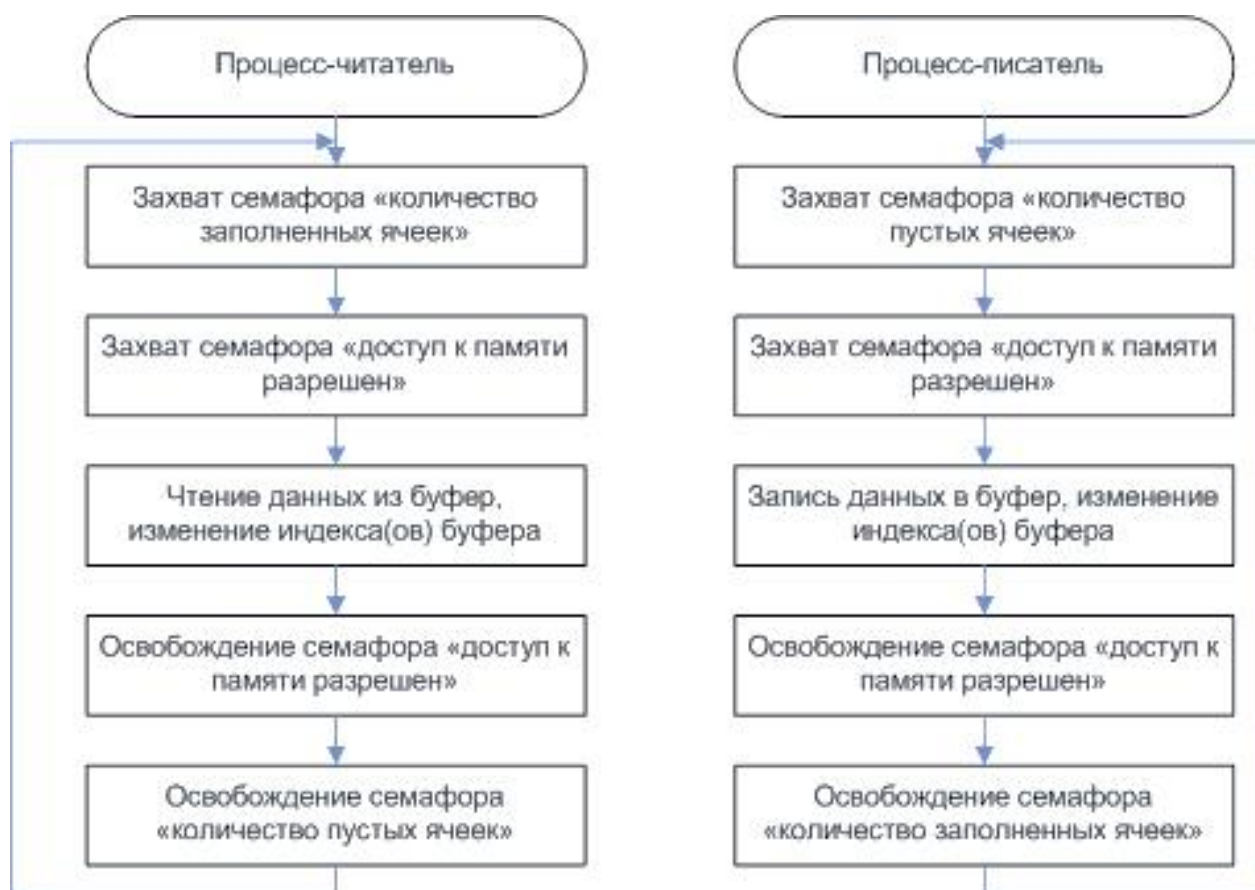 Процесс-читатель
Захват семафора «количество
заполненных ячеек»
Захват семафора «доступ к памяти
разрешен»
Чтение данных из буфер,
изменение индекса(ов) буфера
Освобождение семафора «доступ к
памяти разрешен»
Освобождение семафора
«количество пустых ячеек»
Процесс-писатель
Захват семафора «количество
пустых ячеек»
Захват семафора «доступ к памяти
разрешен»
Запись данных в буфер, изменение
индекса(ов) буфера
Освобождение семафора «доступ к
памяти разрешен»
Освобождение семафора
«количество заполненных ячеек»